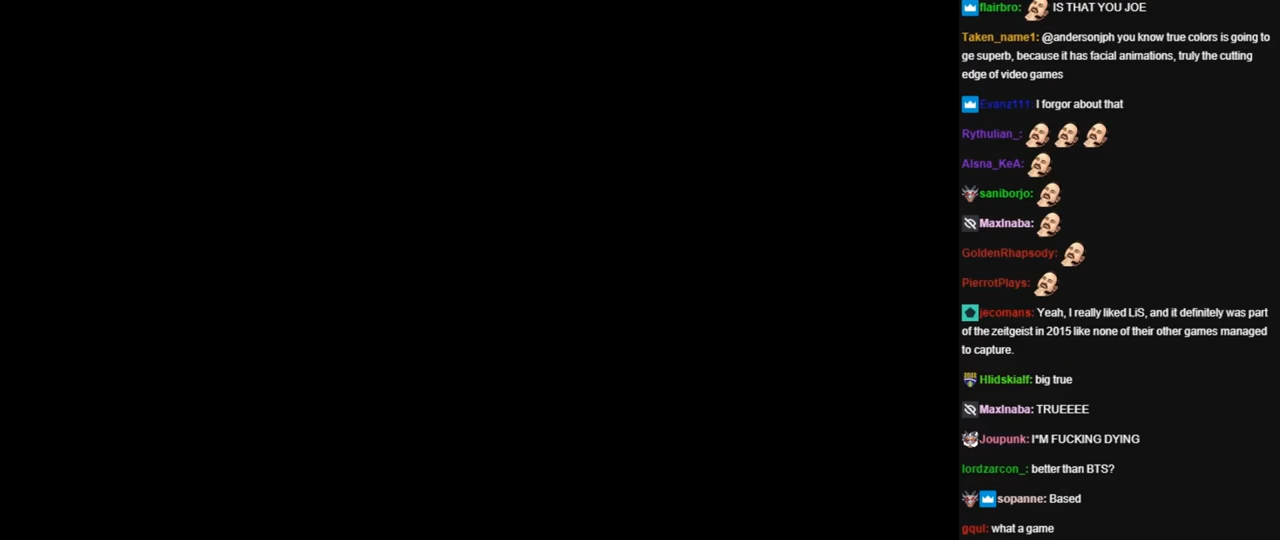 flairbro: IS THAT YOU JOE
Taken_name1: @andersonjph you know true colors is going to
ge superb, because it has facial animations, truly the cutting
edge of video games
Evanz111: I forgor about that
Rythulian_:
Alsna_KeA:
saniborjo:
MaxInaba:
GoldenRhapsody:
PierrotPlays:
jecomans: Yeah, I really liked LiS, and it definitely was part
of the zeitgeist in 2015 like none of their other games managed
to capture.
Hlidskialf: big true
MaxInaba: TRUEEEE
Joupunk: I*M FUCKING DYING
lordzarcon_: better than BTS?
sopanne: Based
gqul: what a game